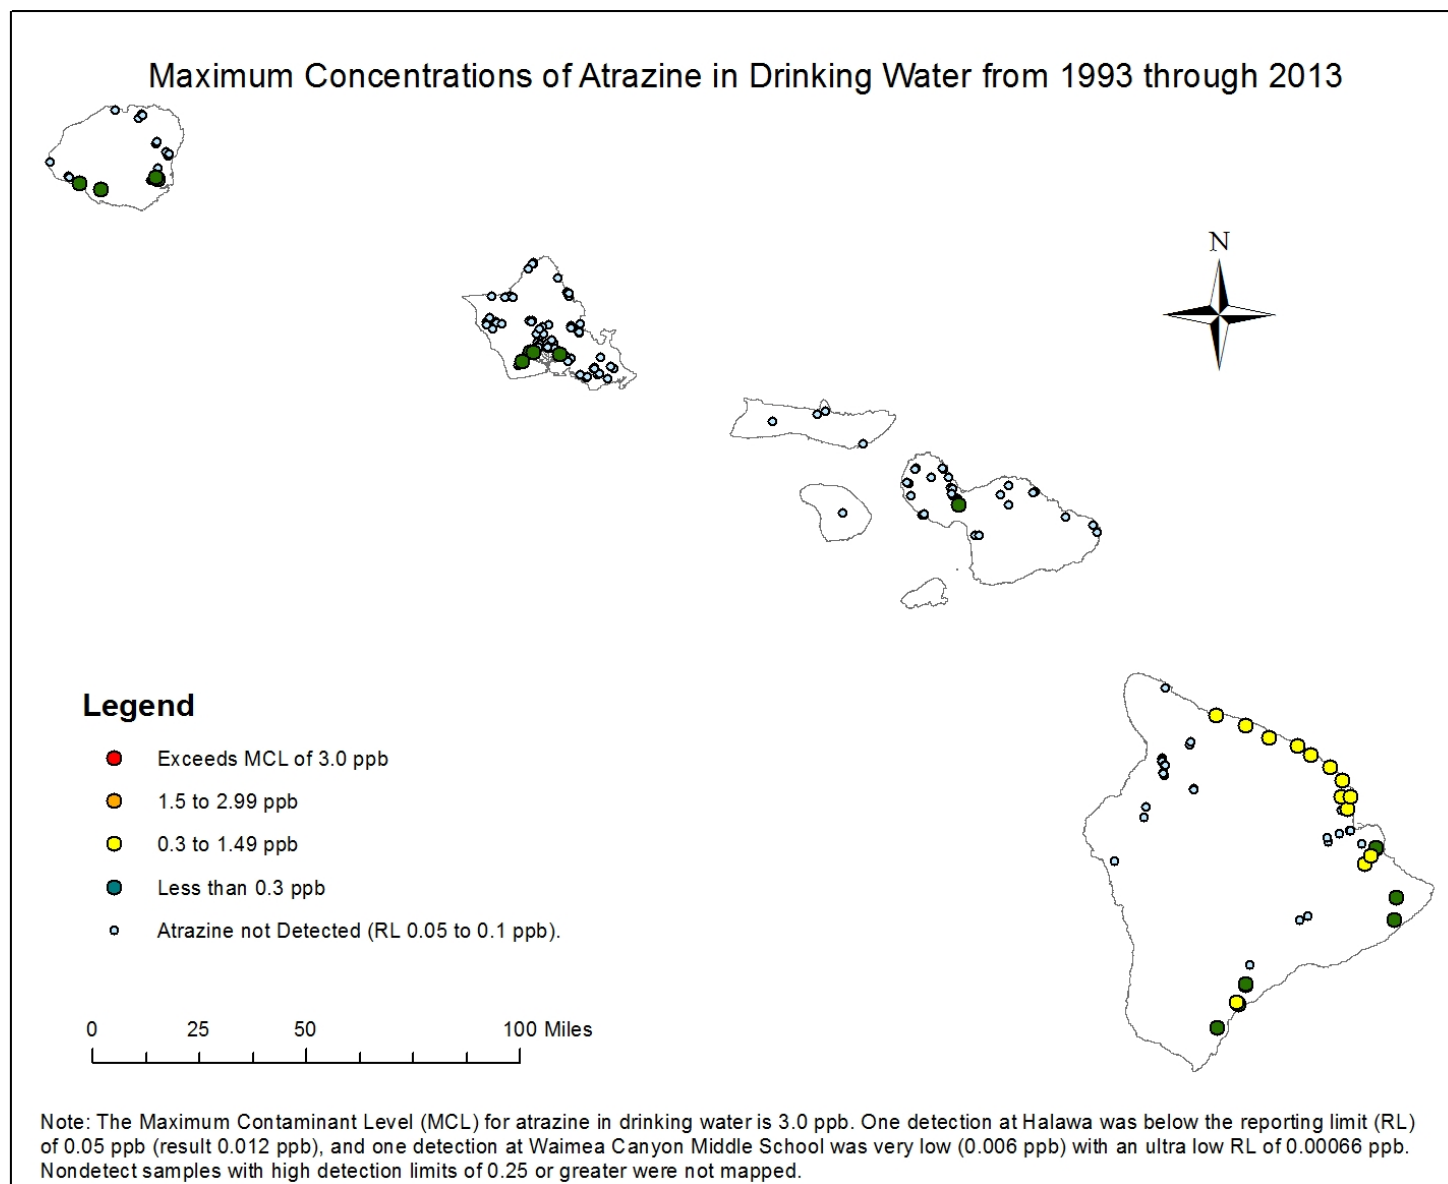 Maximum Concentrations of Atrazine in Drinking Water from 1993 through 2013
N
Legend
Exceeds MCL of 3.0 ppb
1.5 to 2.99 ppb
0.3 to 1.49 ppb
Less than 0.3 ppb
Atrazine not Detected (RL 0.05 to 0.1 ppb).
0 25 50 100 Miles
Note: The Maximum Contaminant Level (MCL) for atrazine in drinking water is 3.0 ppb. One detection at Halawa was below the reporting limit (RL)
of 0.05 ppb (result 0.012 ppb), and one detection at Waimea Canyon Middle School was very low (0.006 ppb) with an ultra low RL of 0.00066 ppb.
Nondetect samples with high detection limits of 0.25 or greater were not mapped.